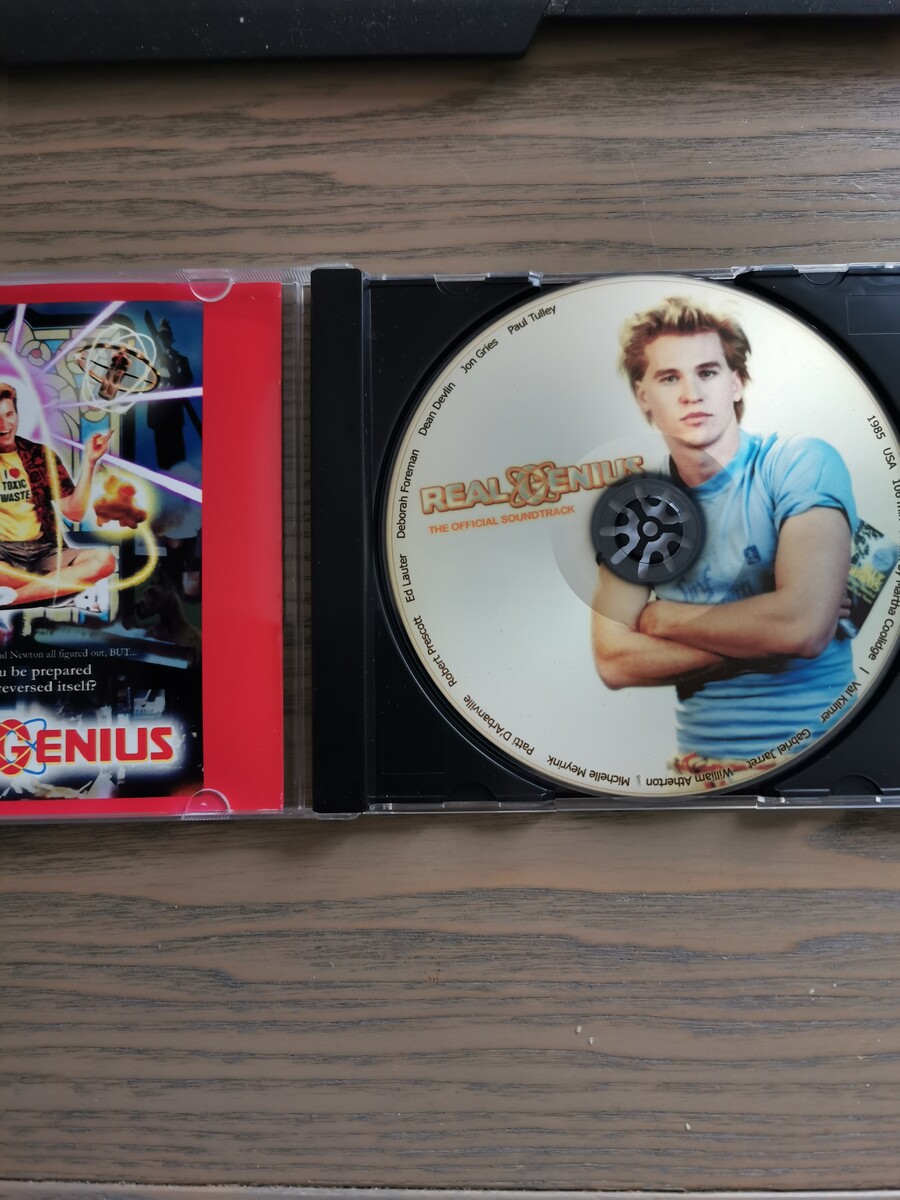 I
TOXIC
WASTE
nd Newton all figured out, BUT...
u be prepared
reversed itself?
GENIUS
REAL GENIUS
THE OFFICIAL SOUNDTRACK
Paul Tulley
Jon Gries
Dean Devlin
Deborah Foreman
Ed Lauter
Robert Prescott
Patti D'Arbanville
Michelle Meyrink
William Atherton
Gabriel Jarret
Val Kilmer
Martha Coolidge |
1985 USA